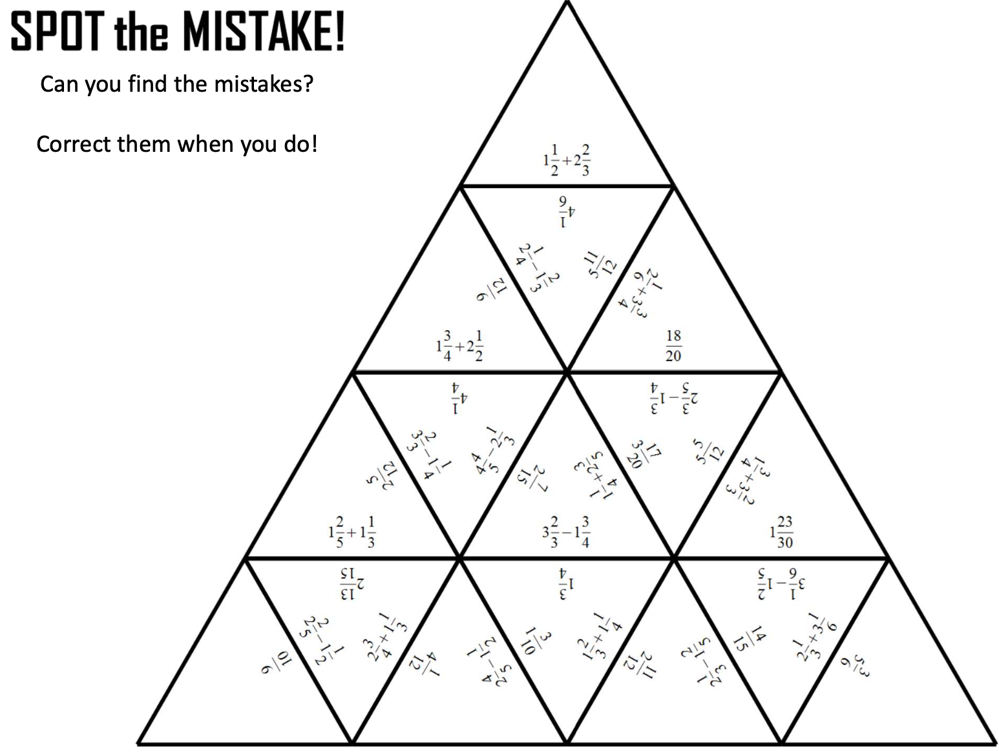 SPOT the MISTAKE!
Can you find the mistakes?
Correct them when you do!
1 1/2 + 2 2/3
4 1/6
2 1/4 − 1 2/3
5 11/12
9/12
2 1/6 + 3 3/4
1 3/4 + 2 1/2
18/20
4 1/4
2 3/5 − 1 3/4
3 2/3 − 1 1/4
4 4/5 − 2 1/3
3 17/20
5 5/12
2 5/12
2 7/15
1 1/4 + 2 3/5
1 3/4 + 3 2/3
1 2/5 + 1 1/3
3 2/3 − 1 3/4
1 23/30
2 13/15
1 3/4
3 1/6 − 1 2/5
2 2/5 − 1 1/2
2 3/4 + 1 1/3
1 3/10
1 2/3 + 1 1/4
14/15
2 1/3 + 3 1/6
9/10
4 1/12
2 4/5 − 1 1/2
2 11/12
2 1/3 − 1 2/5
5 3/6